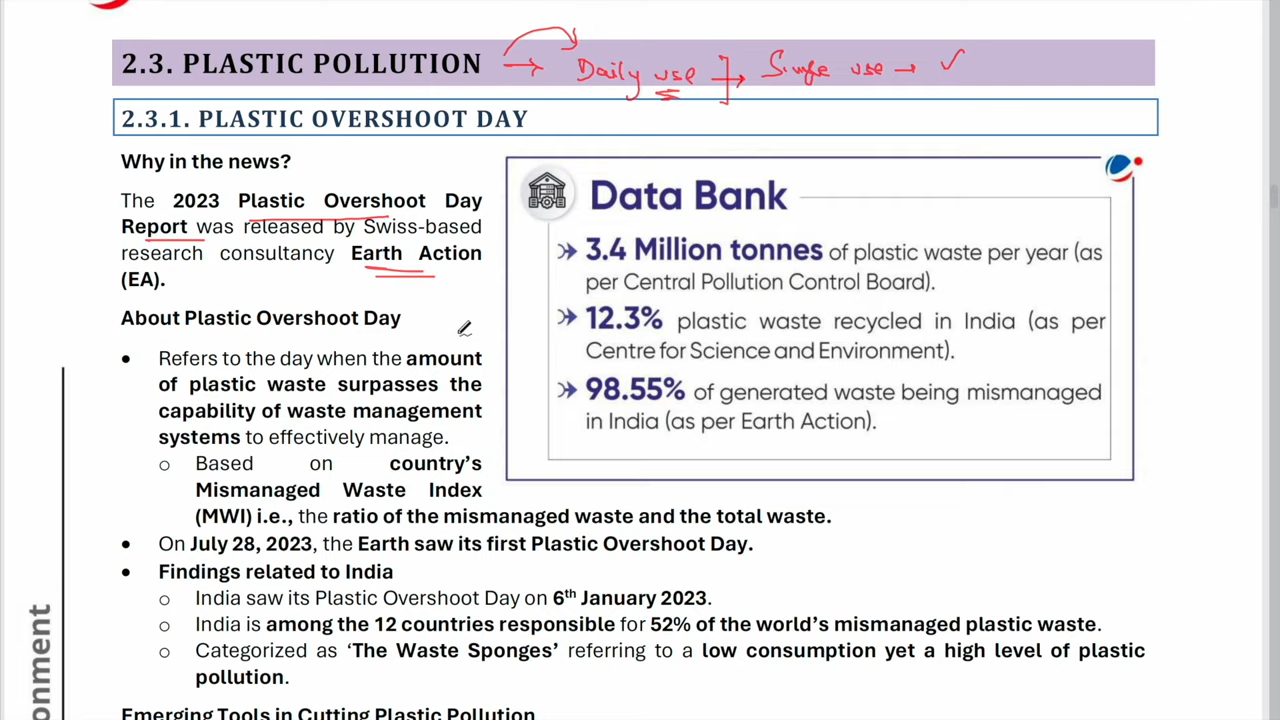 2.3. PLASTIC POLLUTION → Daily use → Single use → ✓
2.3.1. PLASTIC OVERSHOOT DAY
Why in the news?
The 2023 Plastic Overshoot Day
Report was released by Swiss-based
research consultancy Earth Action
(EA).
About Plastic Overshoot Day
• Refers to the day when the amount
of plastic waste surpasses the
capability of waste management
systems to effectively manage.
o Based on country's
Mismanaged Waste Index
(MWI) i.e., the ratio of the mismanaged waste and the total waste.
Data Bank
3.4 Million tonnes of plastic waste per year (as
per Central Pollution Control Board).
12.3% plastic waste recycled in India (as per
Centre for Science and Environment).
98.55% of generated waste being mismanaged
in India (as per Earth Action).
• On July 28, 2023, the Earth saw its first Plastic Overshoot Day.
• Findings related to India
o India saw its Plastic Overshoot Day on 6th January 2023.
o India is among the 12 countries responsible for 52% of the world's mismanaged plastic waste.
o Categorized as 'The Waste Sponges' referring to a low consumption yet a high level of plastic
pollution.
Emerging Tools in Cutting Plastic Pollution
onment